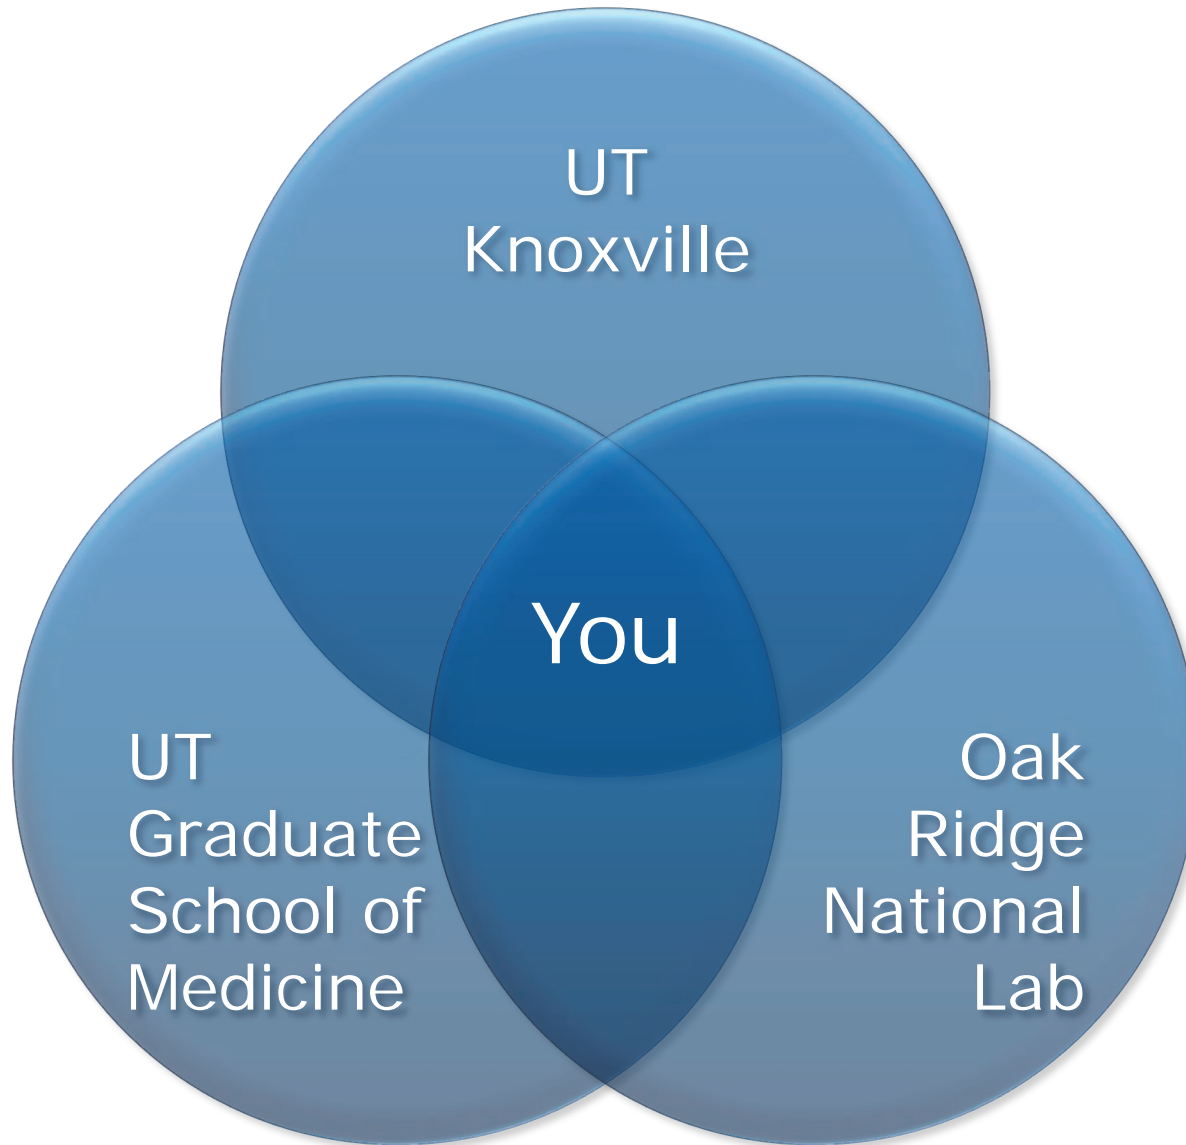 UT
Knoxville
You
UT
Graduate
School of
Medicine
Oak
Ridge
National
Lab